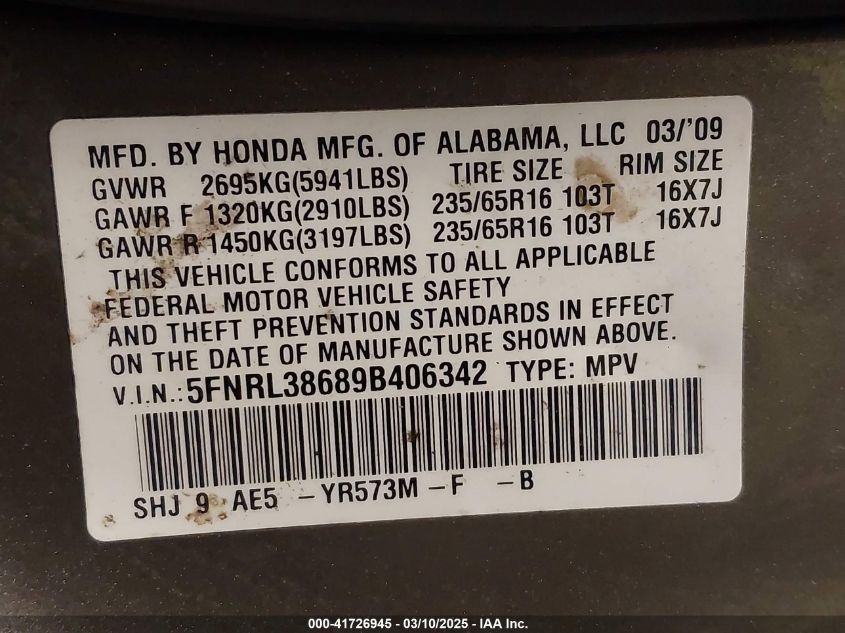 MFD. BY HONDA MFG. OF ALABAMA, LLC 03/'09
GVWR 2695KG(5941LBS) TIRE SIZE RIM SIZE
GAWR F 1320KG(2910LBS) 235/65R16 103T 16X7J
GAWR R 1450KG(3197LBS) 235/65R16 103T 16X7J
THIS VEHICLE CONFORMS TO ALL APPLICABLE
FEDERAL MOTOR VEHICLE SAFETY
AND THEFT PREVENTION STANDARDS IN EFFECT
ON THE DATE OF MANUFACTURE SHOWN ABOVE.
V.I.N.: 5FNRL38689B406342 TYPE: MPV
SHJ 9 AE5 -YR573M -F -B
000-41726945 - 03/10/2025 - IAA Inc.